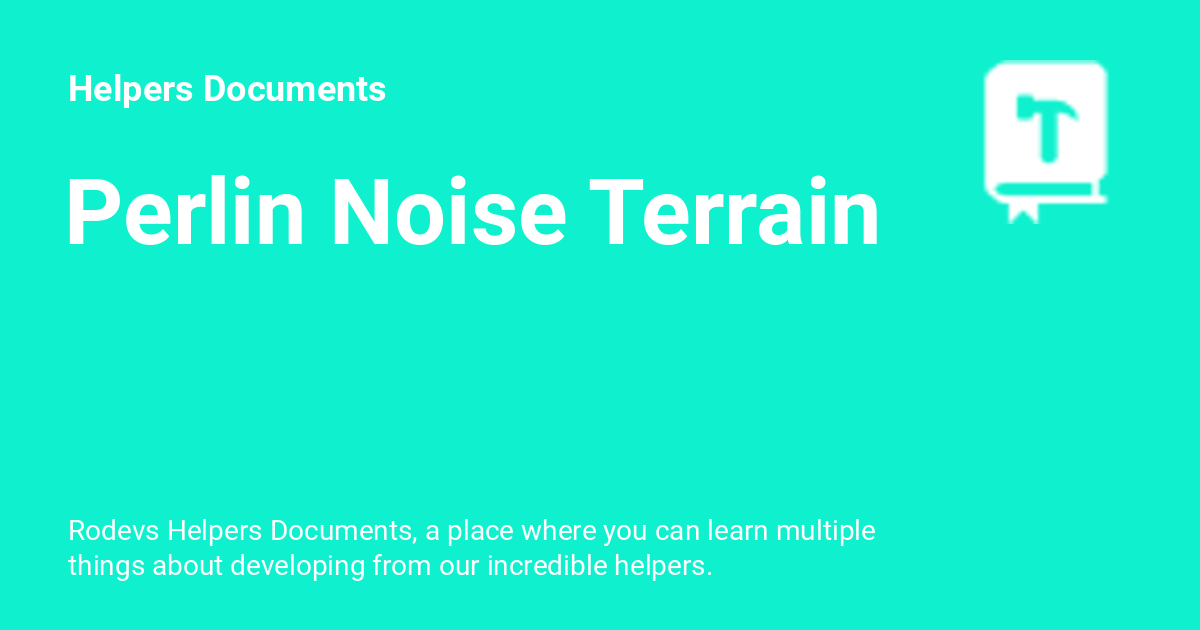 Helpers Documents
Perlin Noise Terrain
Rodevs Helpers Documents, a place where you can learn multiple
things about developing from our incredible helpers.